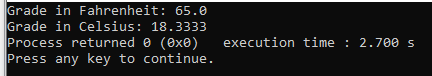 Grade in Fahrenheit: 65.0
Grade in Celsius: 18.3333
Process returned 0 (0x0)   execution time : 2.700 s
Press any key to continue.